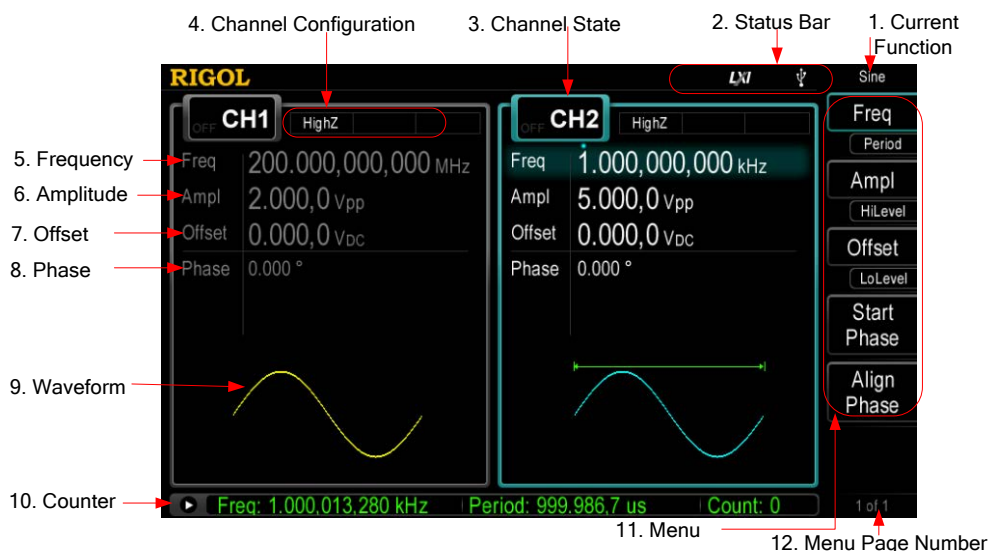 4. Channel Configuration
3. Channel State
2. Status Bar
1. Current Function
RIGOL
LXI
Sine
OFF CH1 HighZ
OFF CH2 HighZ
Freq
Period
Ampl
HiLevel
Offset
LoLevel
Start Phase
Align Phase
5. Frequency
Freq 200.000,000,000 MHz
6. Amplitude
Ampl 2.000,0 Vpp
7. Offset
Offset 0.000,0 VDC
8. Phase
Phase 0.000 °
Freq 1.000,000,000 kHz
Ampl 5.000,0 Vpp
Offset 0.000,0 VDC
Phase 0.000 °
9. Waveform
10. Counter
Freq: 1.000,013,280 kHz Period: 999.986,7 us Count: 0
1 of 1
11. Menu
12. Menu Page Number